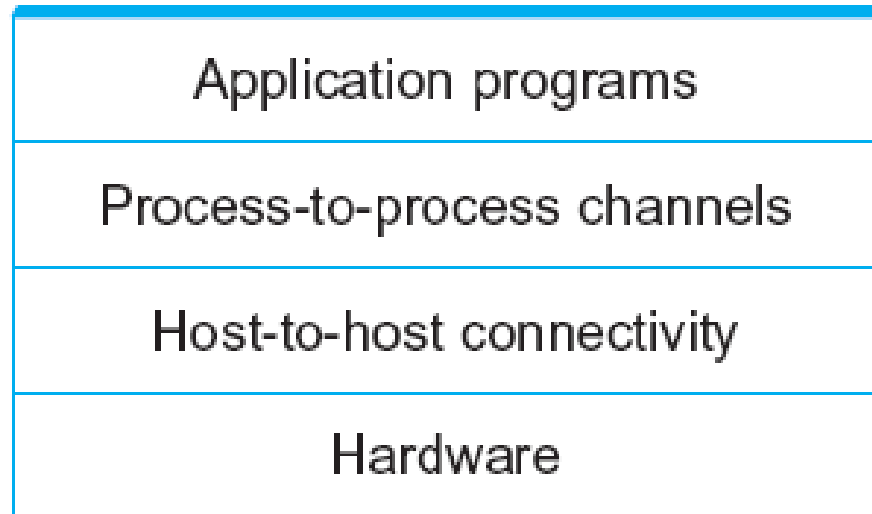 Application programs
Process-to-process channels
Host-to-host connectivity
Hardware